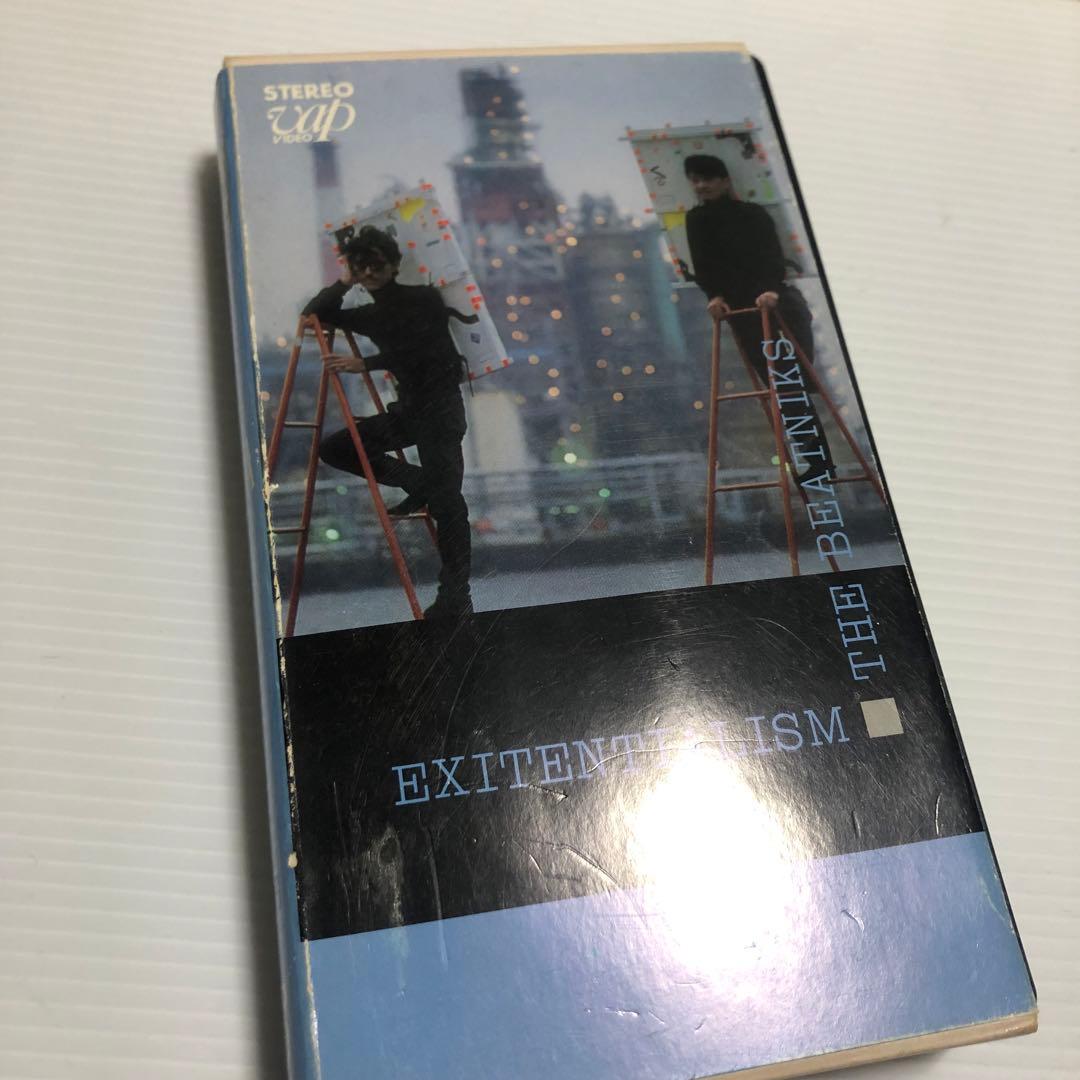 STEREO
vap
VIDEO
THE BEATNIKS
EXITENTIALISM